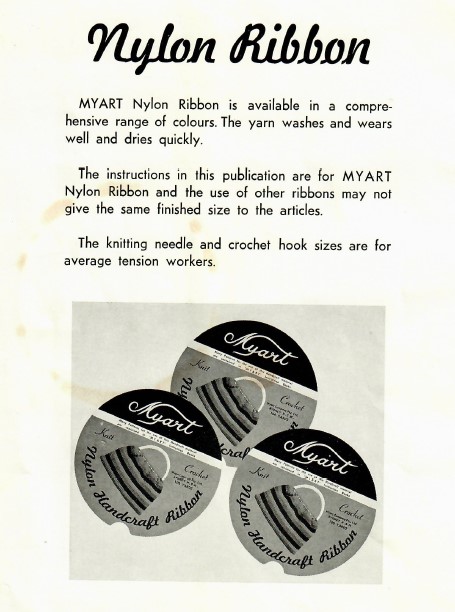 Nylon Ribbon
MYART Nylon Ribbon is available in a compre-
hensive range of colours. The yarn washes and wears
well and dries quickly.
The instructions in this publication are for MYART
Nylon Ribbon and the use of other ribbons may not
give the same finished size to the articles.
The knitting needle and crochet hook sizes are for
average tension workers.
Myart
Knit
Crochet
Myart
Knit
Crochet
Nylon Handcraft Ribbon
Myart
Knit
Crochet
Nylon Handcraft Ribbon